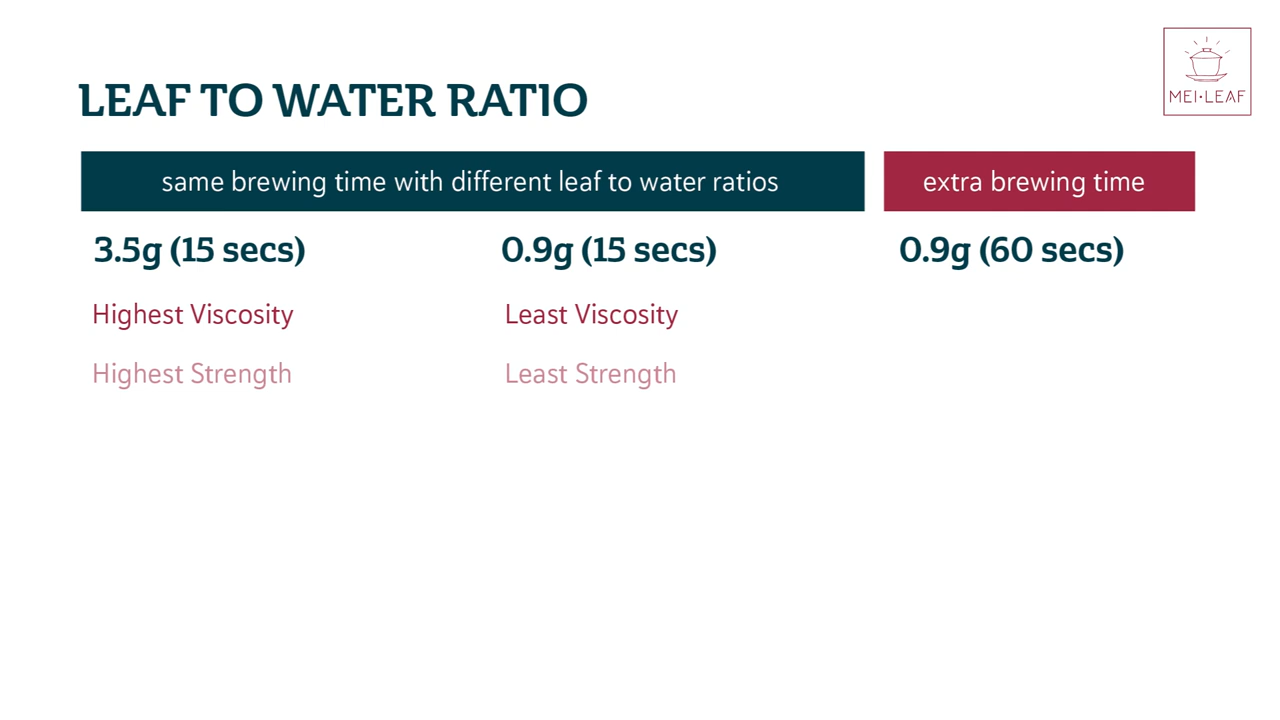 MEI·LEAF
LEAF TO WATER RATIO
same brewing time with different leaf to water ratios
extra brewing time
3.5g (15 secs)
0.9g (15 secs)
0.9g (60 secs)
Highest Viscosity
Least Viscosity
Highest Strength
Least Strength